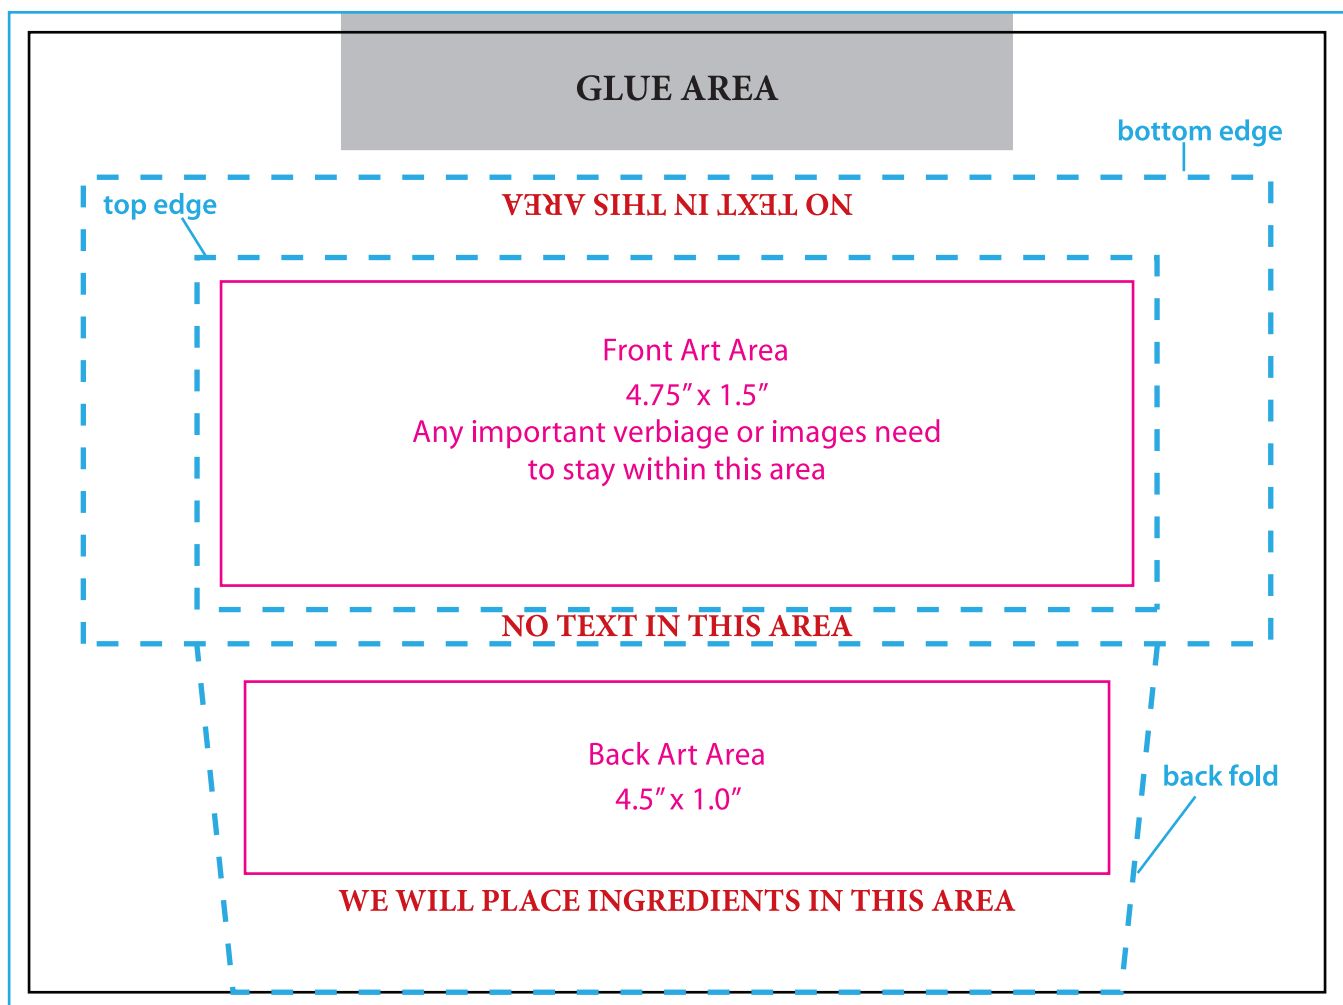 GLUE AREA
bottom edge
NO TEXT IN THIS AREA
top edge
Front Art Area
4.75” x 1.5”
Any important verbiage or images need
to stay within this area
NO TEXT IN THIS AREA
Back Art Area
4.5” x 1.0”
back fold
WE WILL PLACE INGREDIENTS IN THIS AREA